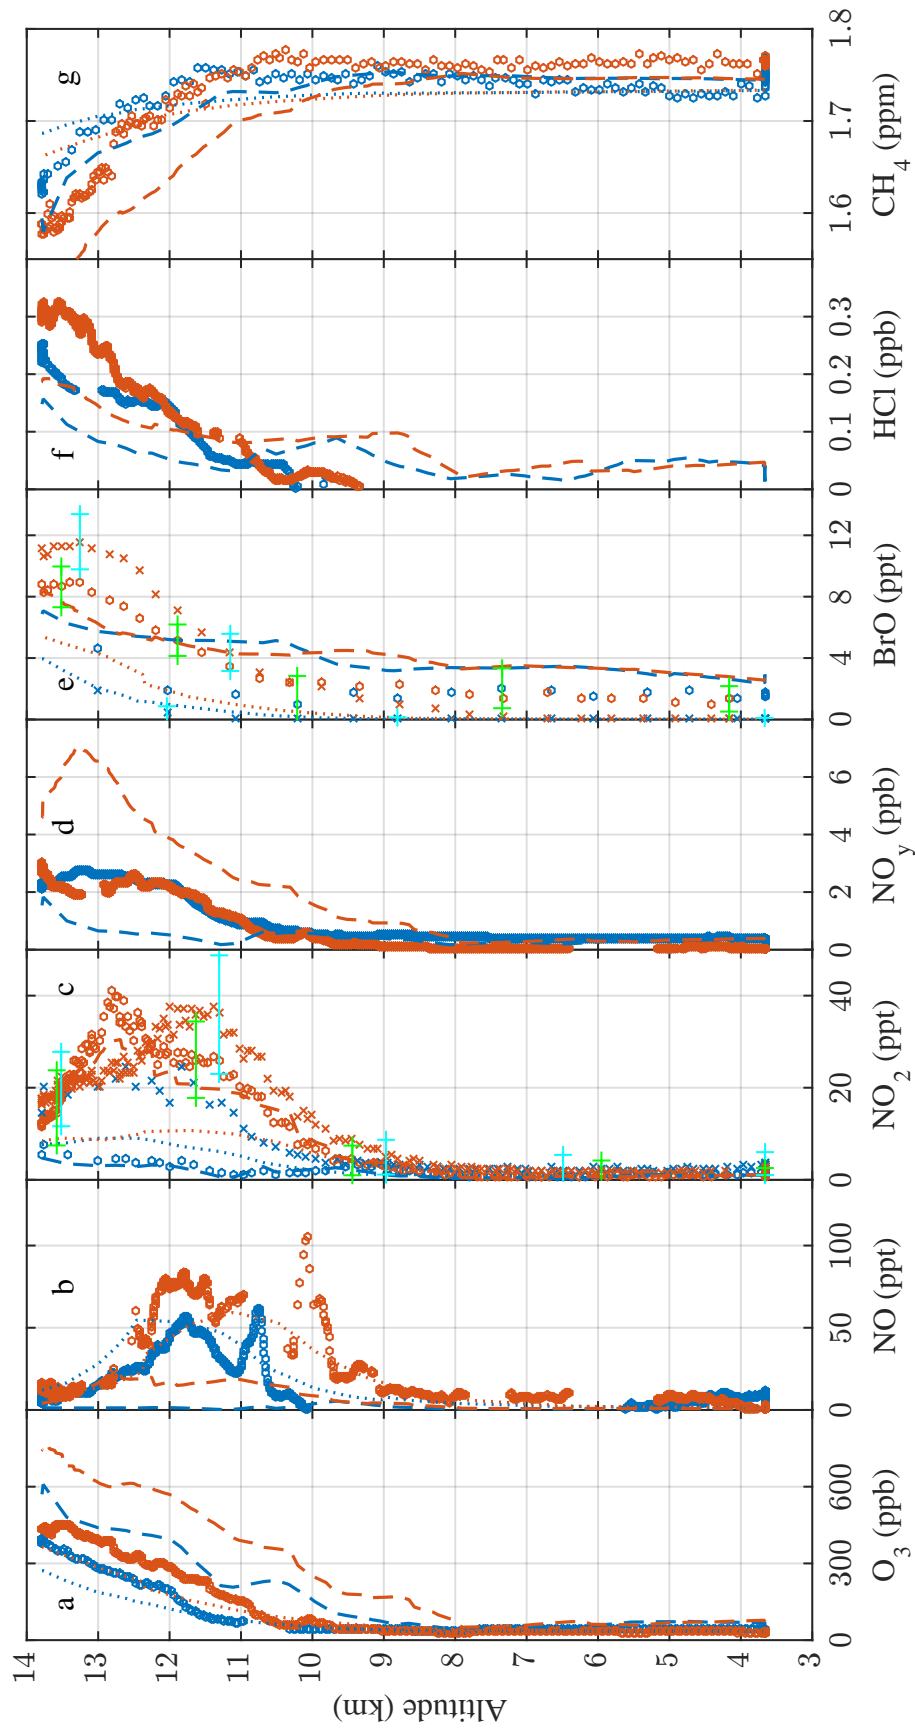 Altitude (km)
14
13
12
11
10
9
8
7
6
5
4
3
a
b
c
d
e
f
g
0
300
600
0
50
100
0
20
40
0
2
4
6
0
4
8
12
0
0.1
0.2
0.3
1.6
1.7
1.8
O3 (ppb)
NO (ppt)
NO2 (ppt)
NOy (ppb)
BrO (ppt)
HCl (ppb)
CH4 (ppm)